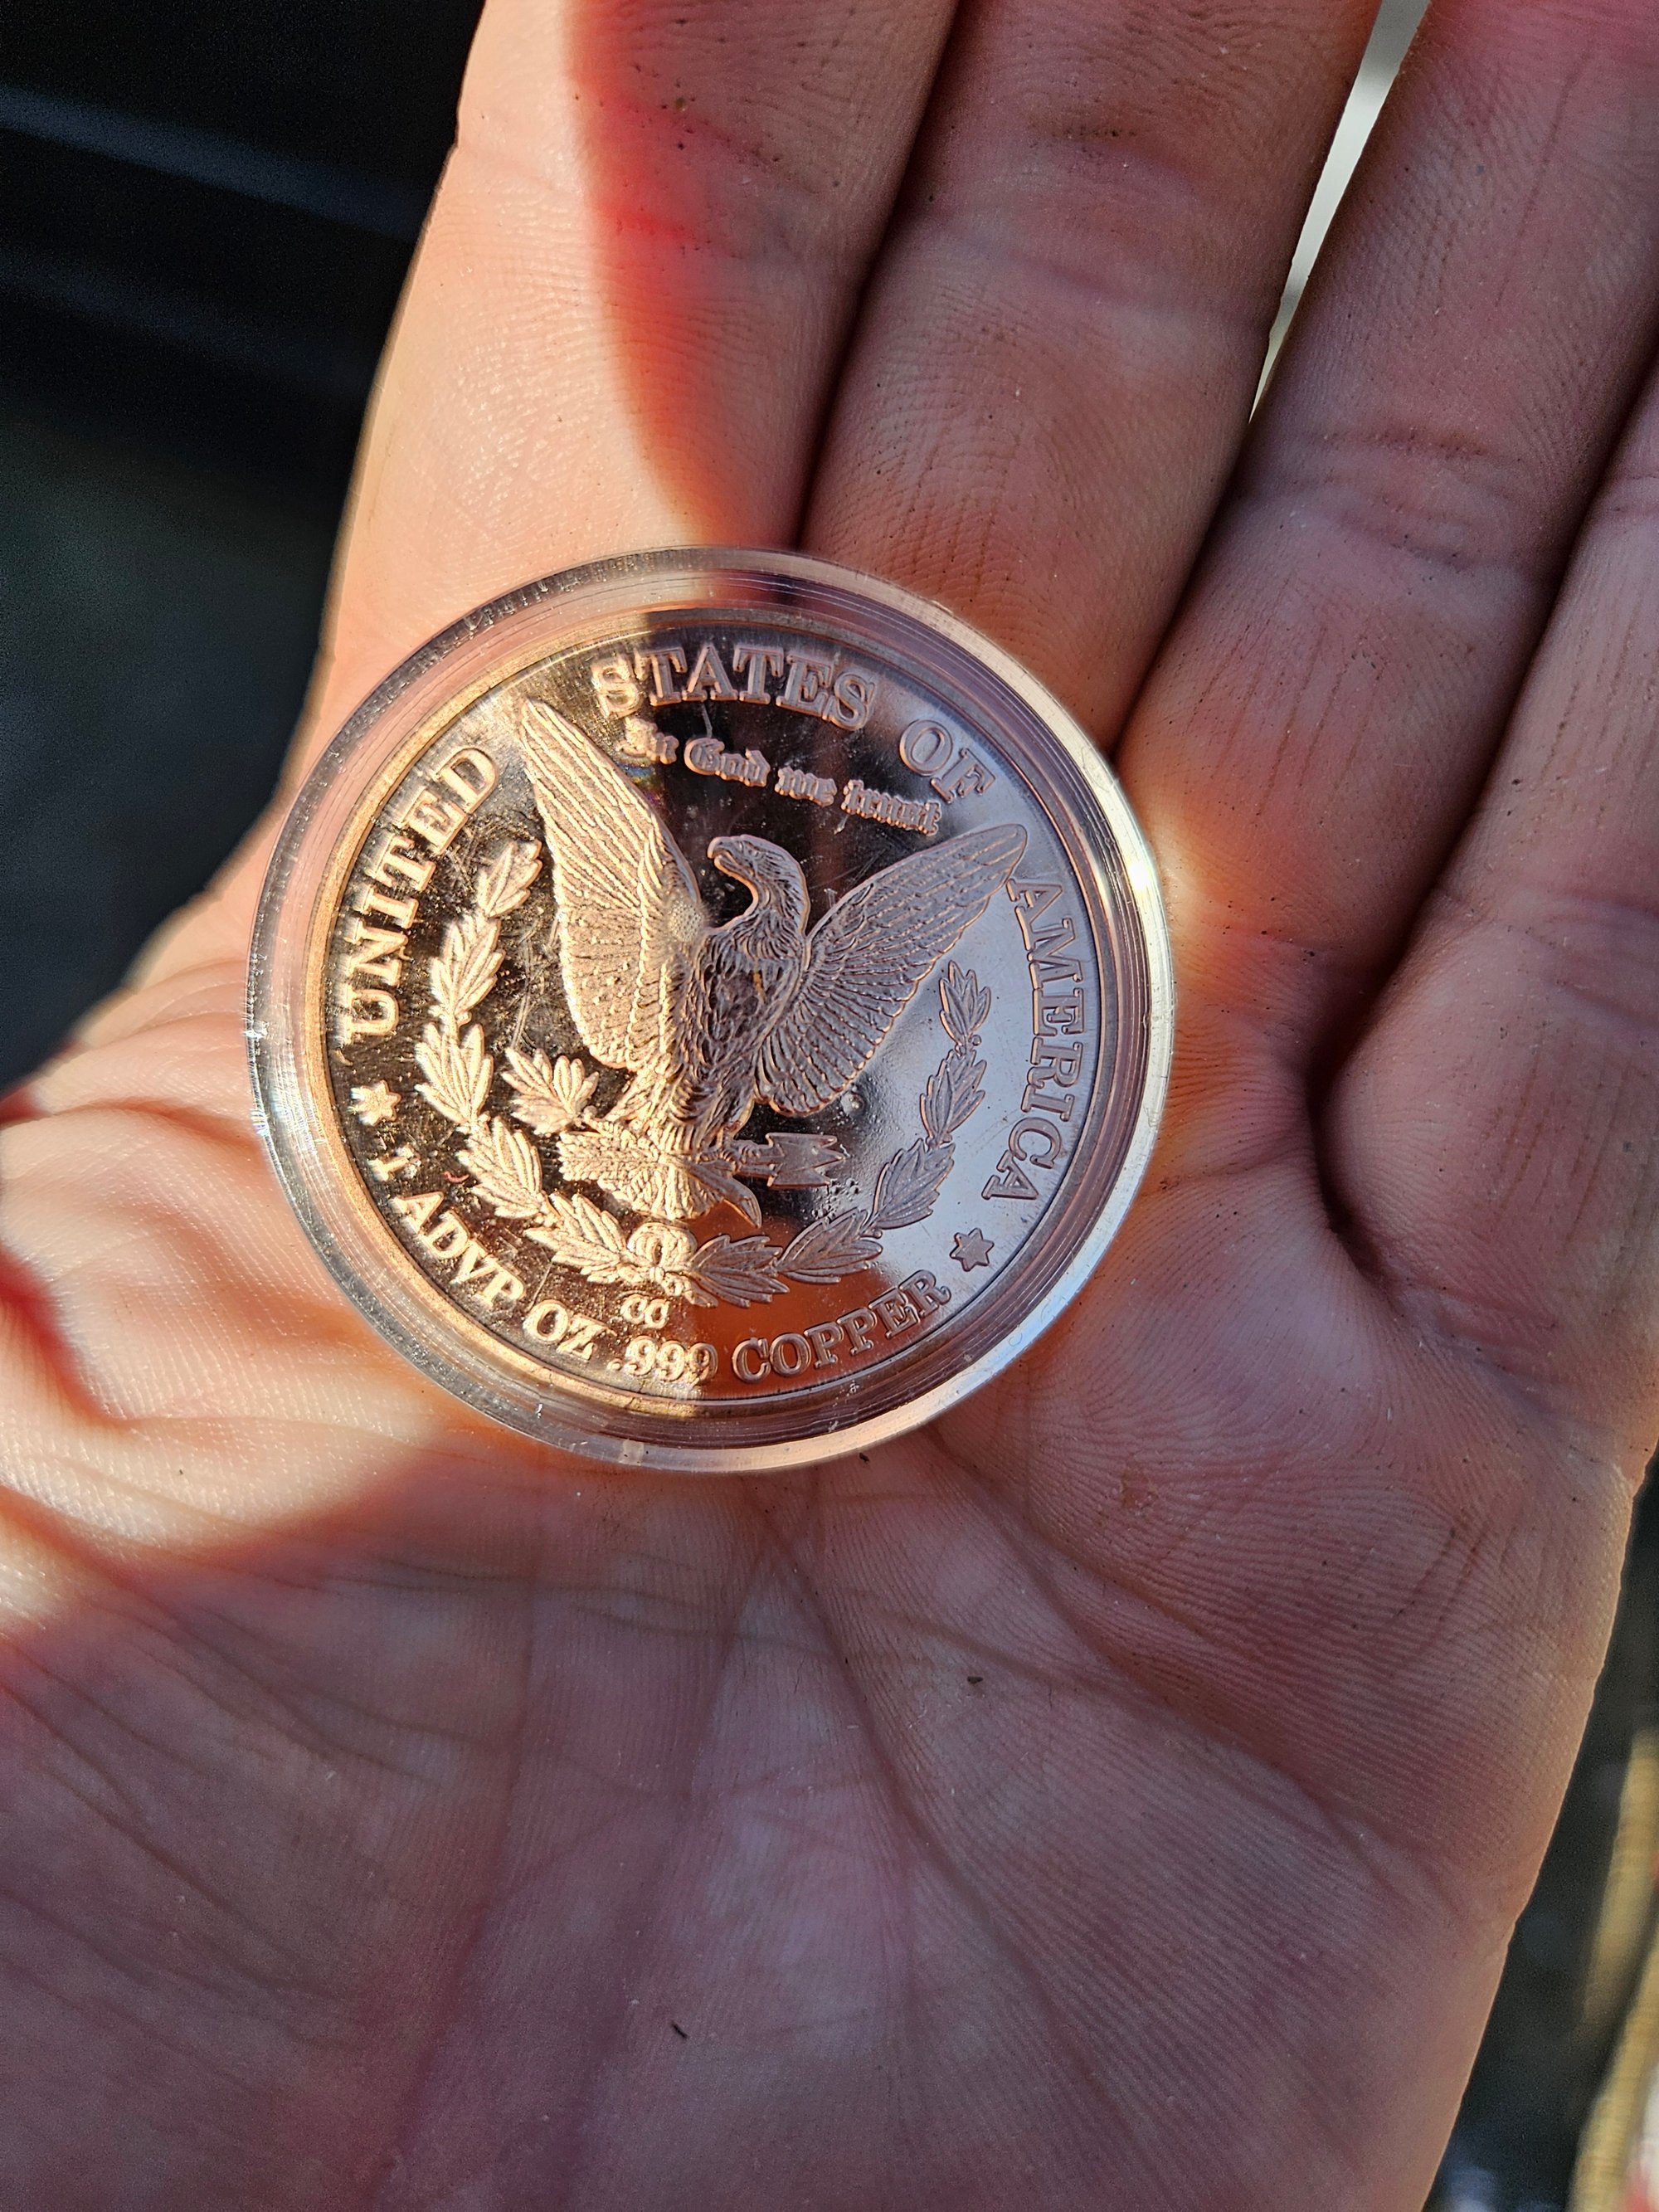 UNITED STATES OF AMERICA
In God we trust
CC
1 ADVP OZ .999 COPPER